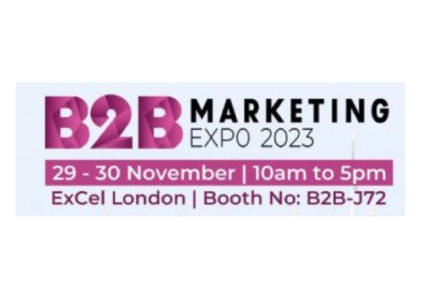 B2B MARKETING
EXPO 2023
29 - 30 November | 10am to 5pm
ExCel London | Booth No: B2B-J72